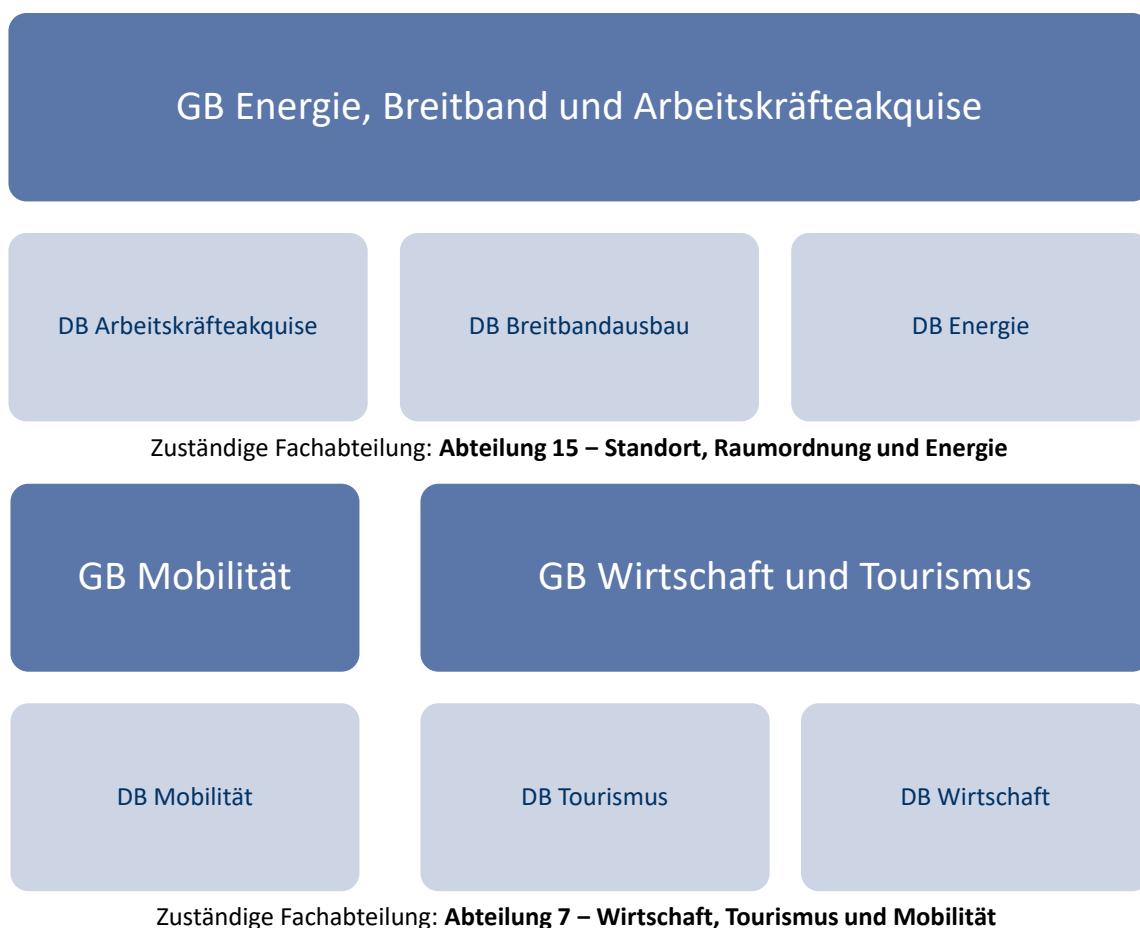 GB Energie, Breitband und Arbeitskräfteakquise
DB Arbeitskräfteakquise
DB Breitbandausbau
DB Energie
Zuständige Fachabteilung: Abteilung 15 – Standort, Raumordnung und Energie
GB Mobilität
GB Wirtschaft und Tourismus
DB Mobilität
DB Tourismus
DB Wirtschaft
Zuständige Fachabteilung: Abteilung 7 – Wirtschaft, Tourismus und Mobilität